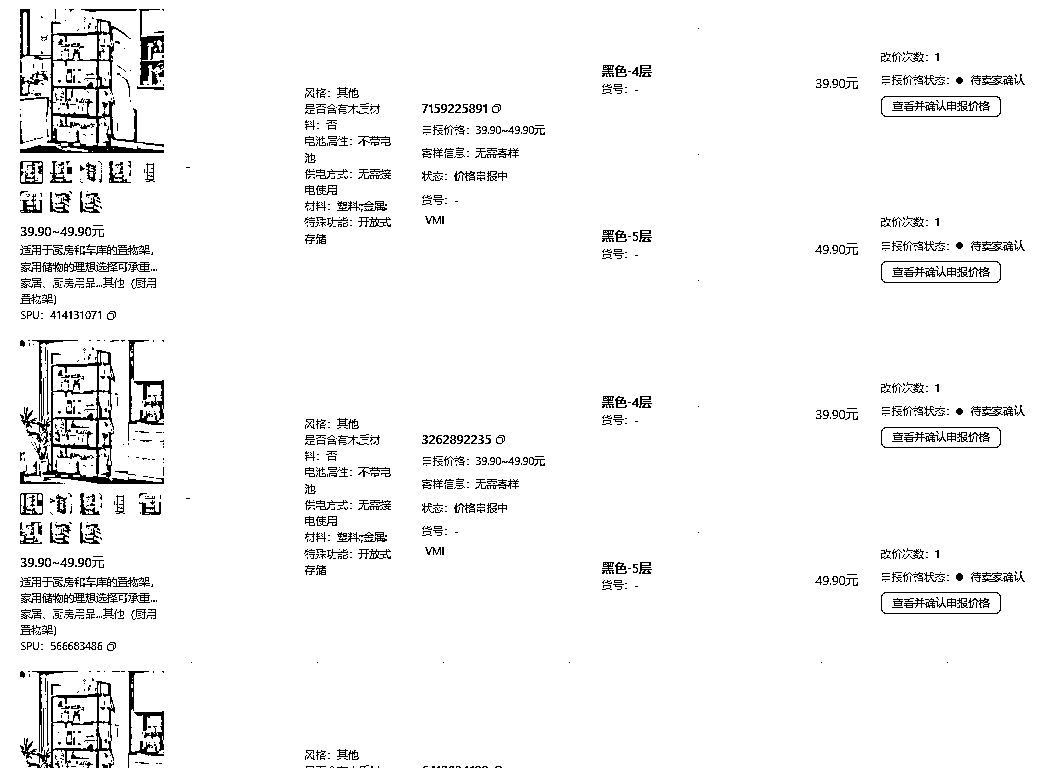 39.90~49.90元
适用于厨房和车库的置物架,
家用储物的理想选择可承重...
家居、厨房用品...其他（厨用
置物架）
SPU: 414131071
风格：其他
是否含有木质材
料：否
电池属性：不带电
池
供电方式：无需接
电使用
材料：塑料;金属;
特殊功能：开放式
存储
7159225891
申报价格：39.90~49.90元
寄样信息：无需寄样
状态：价格申报中
货号：-
VMI
黑色-4层
货号：-
39.90元
改价次数：1
申报价格状态：● 待卖家确认
查看并确认申报价格
黑色-5层
货号：-
49.90元
改价次数：1
申报价格状态：● 待卖家确认
查看并确认申报价格
39.90~49.90元
适用于厨房和车库的置物架,
家用储物的理想选择可承重...
家居、厨房用品...其他（厨用
置物架）
SPU: 566683486
风格：其他
是否含有木质材
料：否
电池属性：不带电
池
供电方式：无需接
电使用
材料：塑料;金属;
特殊功能：开放式
存储
3262892235
申报价格：39.90~49.90元
寄样信息：无需寄样
状态：价格申报中
货号：-
VMI
黑色-4层
货号：-
39.90元
改价次数：1
申报价格状态：● 待卖家确认
查看并确认申报价格
黑色-5层
货号：-
49.90元
改价次数：1
申报价格状态：● 待卖家确认
查看并确认申报价格
风格：其他